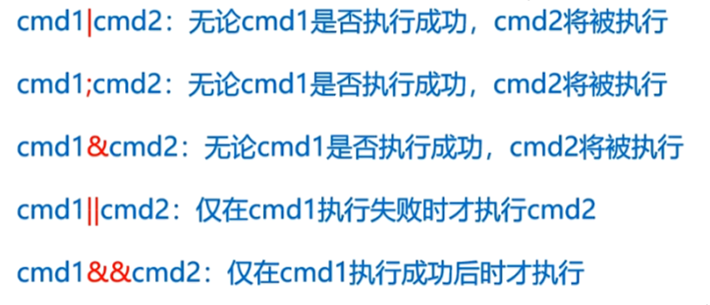 cmd1|cmd2：无论cmd1是否执行成功，cmd2将被执行
cmd1;cmd2：无论cmd1是否执行成功，cmd2将被执行
cmd1&cmd2：无论cmd1是否执行成功，cmd2将被执行
cmd1||cmd2：仅在cmd1执行失败时才执行cmd2
cmd1&&cmd2：仅在cmd1执行成功后时才执行